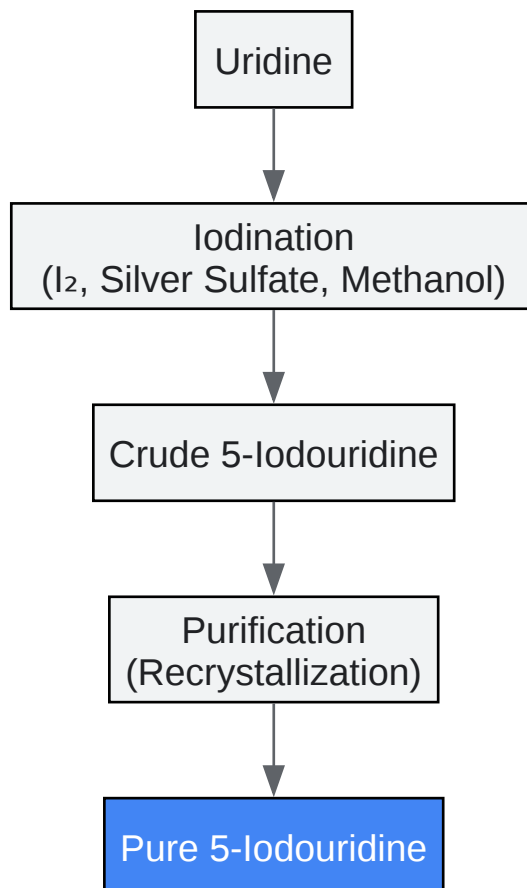 Uridine
Iodination
(I₂, Silver Sulfate, Methanol)
Crude 5-Iodouridine
Purification
(Recrystallization)
Pure 5-Iodouridine